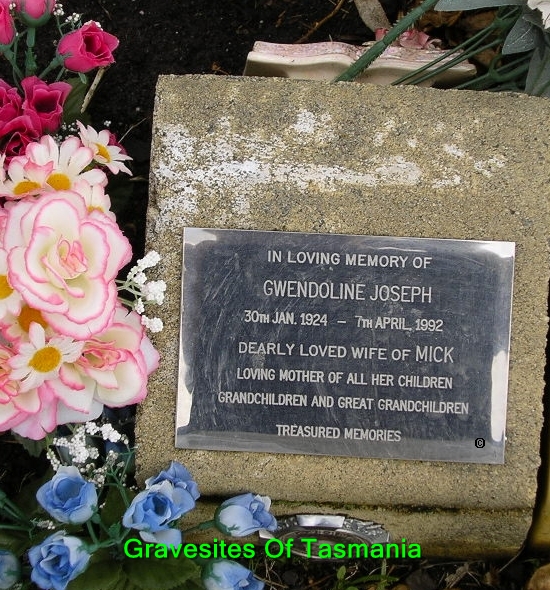 IN LOVING MEMORY OF
GWENDOLINE JOSEPH
30TH JAN. 1924 – 7TH APRIL 1992
DEARLY LOVED WIFE OF MICK
LOVING MOTHER OF ALL HER CHILDREN
GRANDCHILDREN AND GREAT GRANDCHILDREN
TREASURED MEMORIES
©
Gravesites Of Tasmania